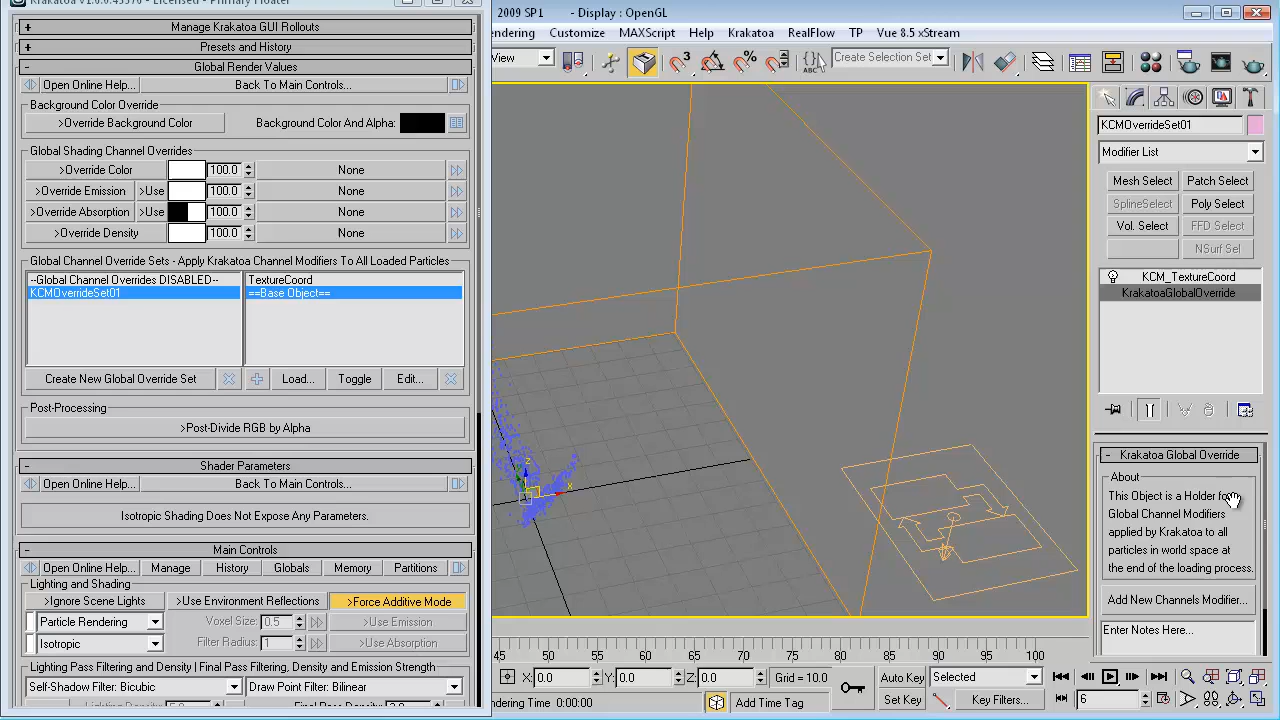 Krakatoa v1.6.0.43576 - Licensed - Primary Floater
2009 SP1 - Display : OpenGL
Manage Krakatoa GUI Rollouts
Presets and History
Global Render Values
Open Online Help...
Back To Main Controls...
Background Color Override
>Override Background Color
Background Color And Alpha:
Global Shading Channel Overrides
>Override Color
100.0
None
>Override Emission
>Use
100.0
None
>Override Absorption
>Use
100.0
None
>Override Density
100.0
None
Global Channel Override Sets - Apply Krakatoa Channel Modifiers To All Loaded Particles
--Global Channel Overrides DISABLED--
KCMOverrideSet01
TextureCoord
==Base Object==
Create New Global Override Set
Load...
Toggle
Edit...
Post-Processing
>Post-Divide RGB by Alpha
Shader Parameters
Open Online Help...
Back To Main Controls...
Isotropic Shading Does Not Expose Any Parameters.
Main Controls
Open Online Help...
Manage
History
Globals
Memory
Partitions
Lighting and Shading
>Ignore Scene Lights
>Use Environment Reflections
>Force Additive Mode
Particle Rendering
Voxel Size:
0.5
>Use Emission
Isotropic
Filter Radius:
1
>Use Absorption
Lighting Pass Filtering and Density | Final Pass Filtering, Density and Emission Strength
Self-Shadow Filter: Bicubic
Draw Point Filter: Bilinear
ndering
Customize
MAXScript
Help
Krakatoa
RealFlow
TP
Vue 8.5 xStream
View
3
%
ABC
Create Selection Set
z
x
45 50 55 60 65 70 75 80 85 90 95 100
X: 0.0
Y: 0.0
Z: 0.0
Grid = 10.0
Auto Key
Selected
ndering Time 0:00:00
Add Time Tag
Set Key
Key Filters...
6
KCMOverrideSet01
Modifier List
Mesh Select
Patch Select
SplineSelect
Poly Select
Vol. Select
FFD Select
NSurf Sel
KCM_TextureCoord
KrakatoaGlobalOverride
Krakatoa Global Override
About
This Object is a Holder
Global Channel Modifiers
applied by Krakatoa to all
particles in world space at
the end of the loading process.
Add New Channels Modifier...
Enter Notes Here...